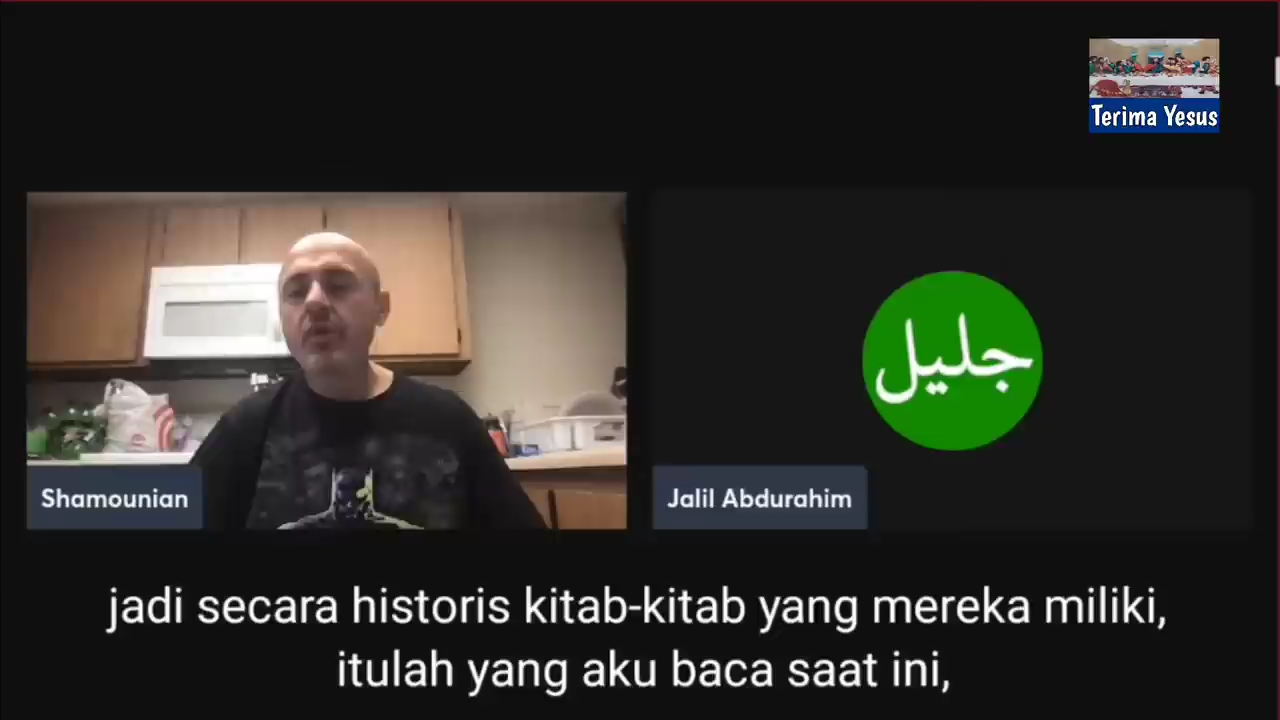 Terima Yesus
جليل
Shamounian
Jalil Abdurahim
jadi secara historis kitab-kitab yang mereka miliki,
itulah yang aku baca saat ini,